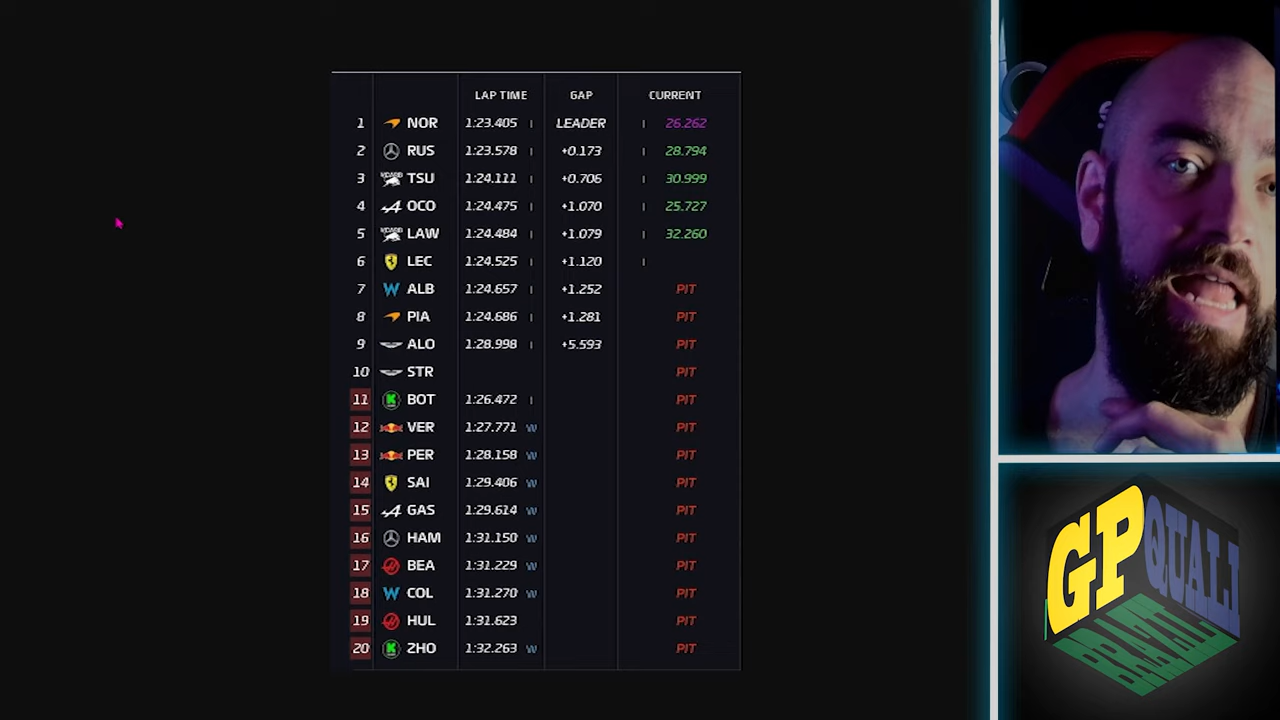 LAP TIME GAP CURRENT
1 NOR 1:23.405 I LEADER I 26.262
2 RUS 1:23.578 I +0.173 I 28.794
3 TSU 1:24.111 I +0.706 I 30.999
4 OCO 1:24.475 I +1.070 I 25.727
5 LAW 1:24.484 I +1.079 I 32.260
6 LEC 1:24.525 I +1.120 I
7 ALB 1:24.657 I +1.252 PIT
8 PIA 1:24.686 I +1.281 PIT
9 ALO 1:28.998 I +5.593 PIT
10 STR PIT
11 BOT 1:26.472 I PIT
12 VER 1:27.771 W PIT
13 PER 1:28.158 W PIT
14 SAI 1:29.406 W PIT
15 GAS 1:29.614 W PIT
16 HAM 1:31.150 W PIT
17 BEA 1:31.229 W PIT
18 COL 1:31.270 W PIT
19 HUL 1:31.623 PIT
20 ZHO 1:32.263 W PIT
GP QUALI